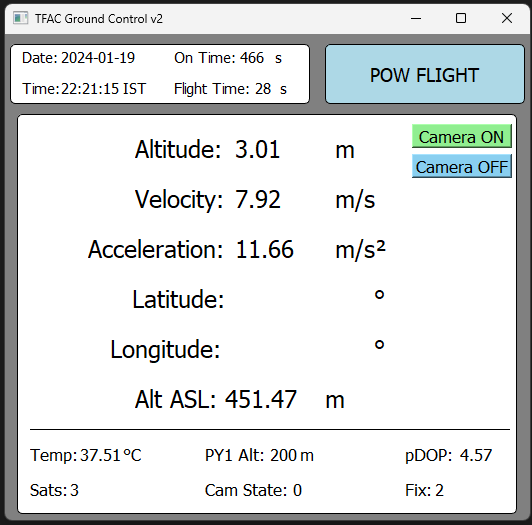 TFAC Ground Control v2
Date: 2024-01-19 On Time: 466 s
Time:22:21:15 IST Flight Time: 28 s
POW FLIGHT
Camera ON
Camera OFF
Altitude: 3.01 m
Velocity: 7.92 m/s
Acceleration: 11.66 m/s²
Latitude: °
Longitude: °
Alt ASL: 451.47 m
Temp: 37.51 °C PY1 Alt: 200 m pDOP: 4.57
Sats: 3 Cam State: 0 Fix: 2